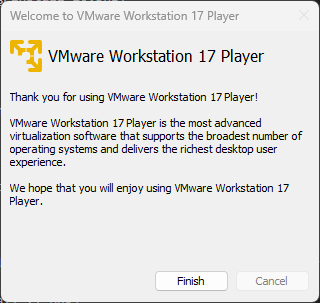 Welcome to VMware Workstation 17 Player
VMware Workstation 17 Player
Thank you for using VMware Workstation 17 Player!
VMware Workstation 17 Player is the most advanced
virtualization software that supports the broadest number of
operating systems and delivers the richest desktop user
experience.
We hope that you will enjoy using VMware Workstation 17
Player.
Finish
Cancel